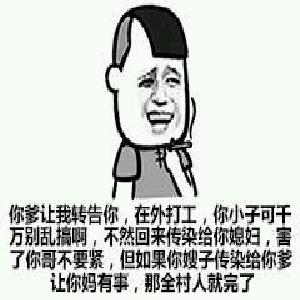 你爹让我转告你，在外打工，你小子可千
万别乱搞啊，不然回来传染给你媳妇，害
了你哥不要紧，但如果你嫂子传染给你爹
让你妈有事，那全村人就完了